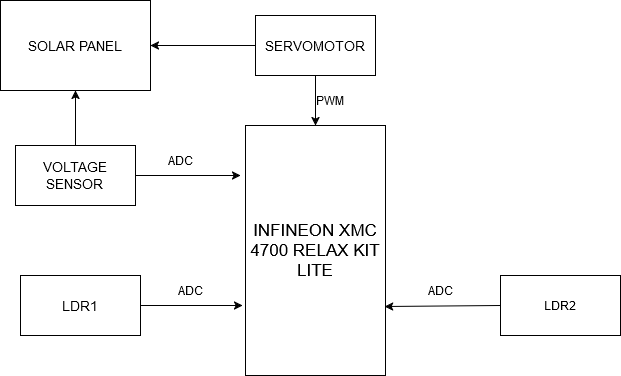 SOLAR PANEL
SERVOMOTOR
PWM
VOLTAGE
SENSOR
ADC
INFINEON XMC
4700 RELAX KIT
LITE
LDR1
ADC
ADC
LDR2